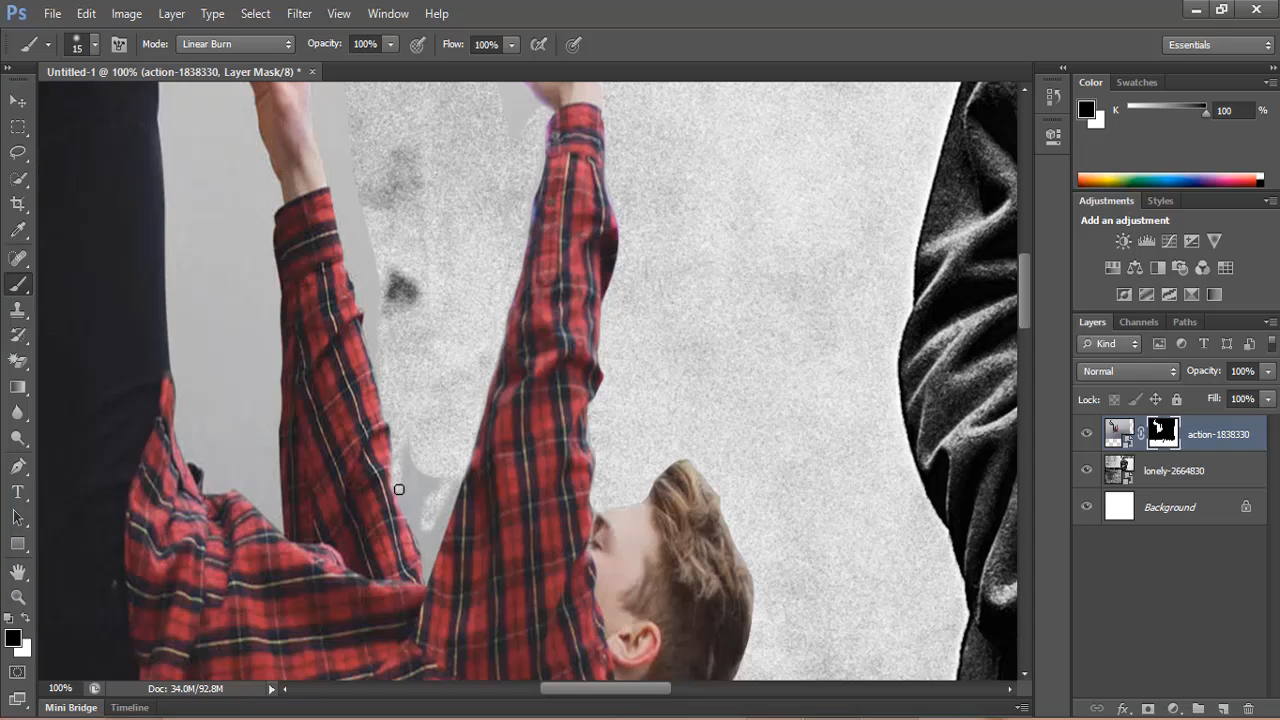 Ps File Edit Image Layer Type Select Filter View Window Help
15 Mode: Linear Burn Opacity: 100% Flow: 100% Essentials
Untitled-1 @ 100% (action-1838330, Layer Mask/8) * ×
Color Swatches
K 100 %
Adjustments Styles
Add an adjustment
Layers Channels Paths
Kind
Normal Opacity: 100%
Lock: Fill: 100%
action-1838330
lonely-2664830
Background
100% Doc: 34.0M/92.8M
Mini Bridge Timeline